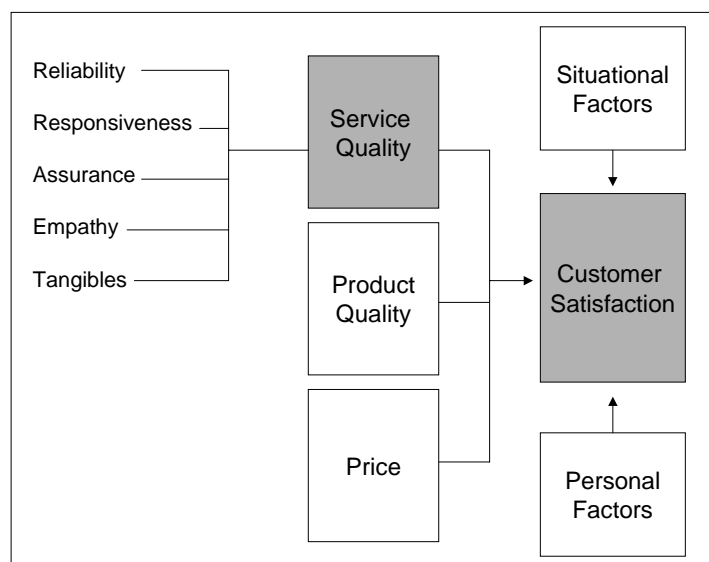 Reliability
Responsiveness
Assurance
Empathy
Tangibles
Service
Quality
Product
Quality
Price
Situational
Factors
Customer
Satisfaction
Personal
Factors